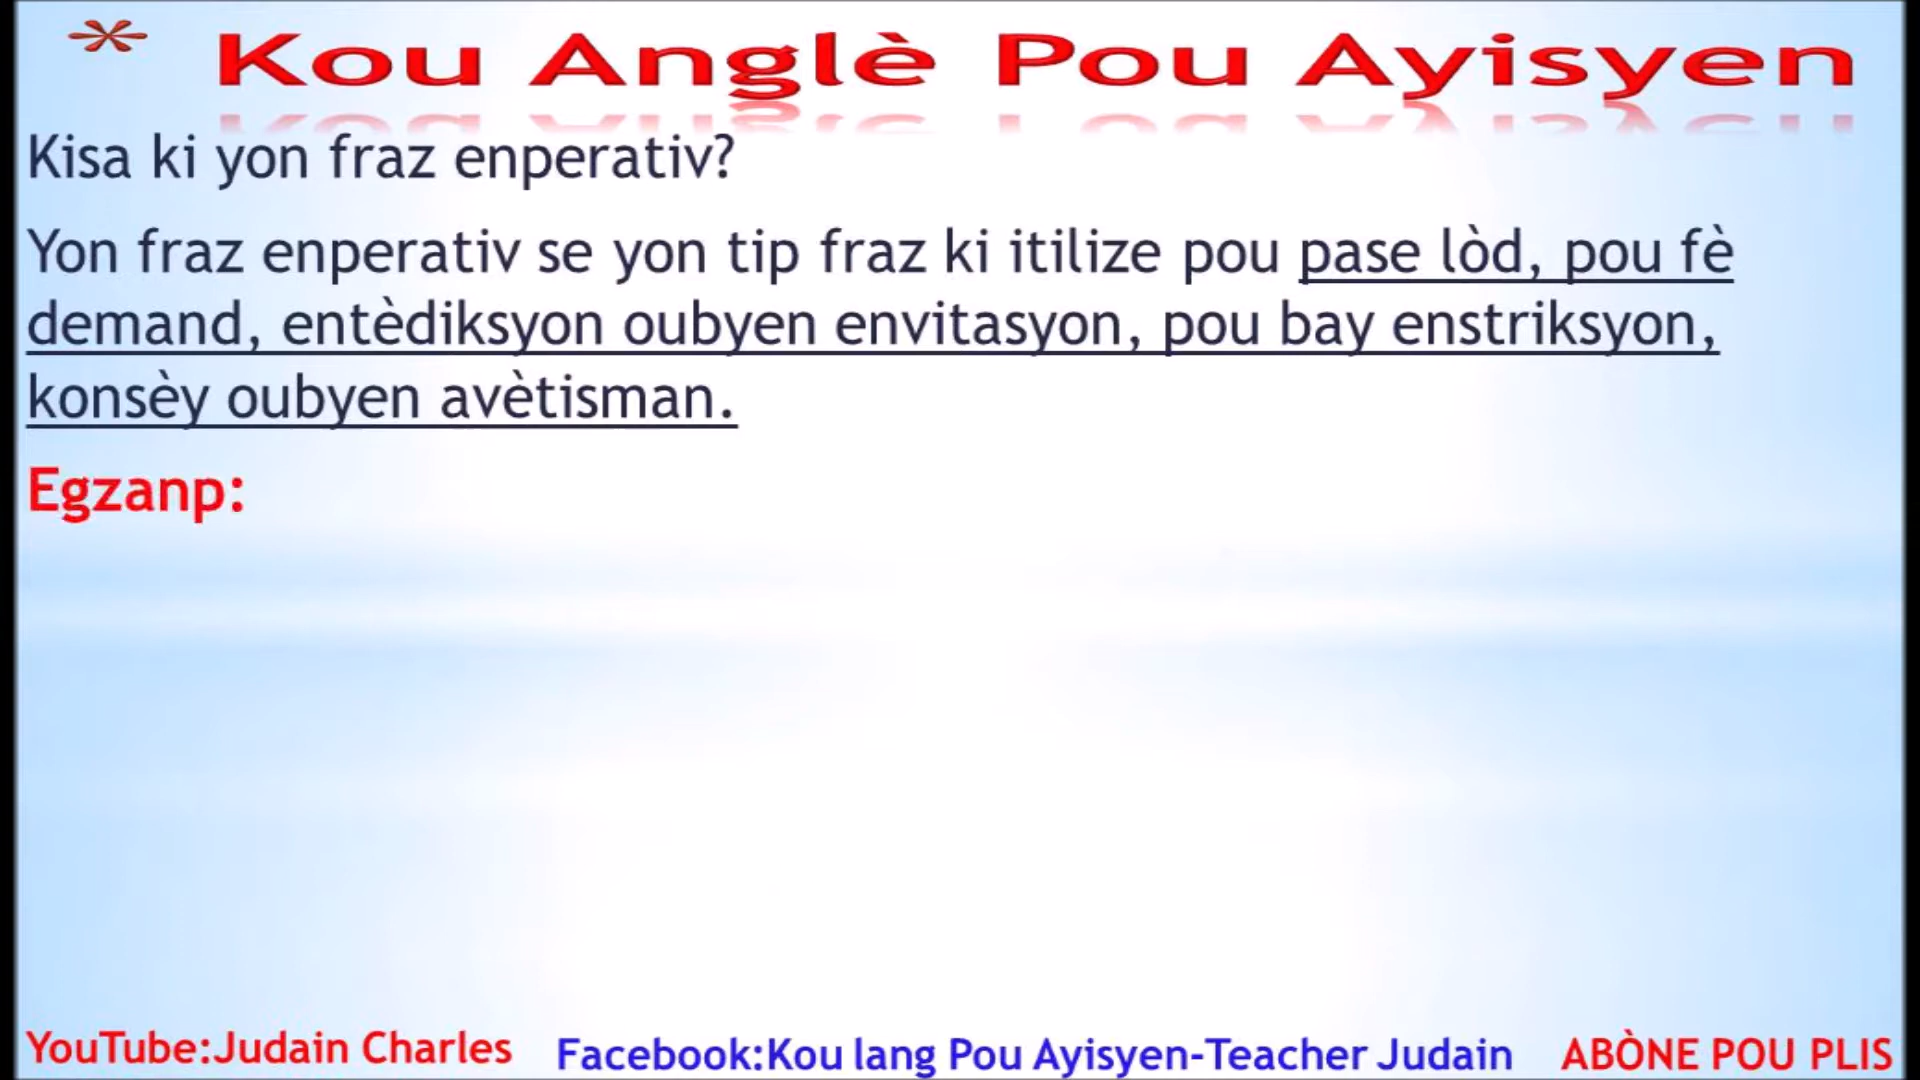 * Kou Anglè Pou Ayisyen
Kisa ki yon fraz enperativ?
Yon fraz enperativ se yon tip fraz ki itilize pou pase lòd, pou fè
demand, entèdiksyon oubyen envitasyon, pou bay enstriksyon,
konsèy oubyen avètisman.
Egzanp:
YouTube:Judain Charles Facebook:Kou lang Pou Ayisyen-Teacher Judain ABÒNE POU PLIS